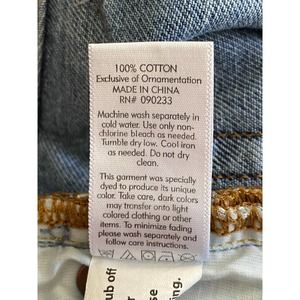 100% COTTON
Exclusive of Ornamentation
MADE IN CHINA
RN# 090233
Machine wash separately in
cold water. Use only non-
chlorine bleach as needed.
Tumble dry low. Cool iron
as needed. Do not dry
clean.
This garment was specially
dyed to produce its unique
color. Take care, dark colors
may transfer onto light
colored clothing or other
items. To minimize fading
please wash separately and
follow care instructions.
ub off